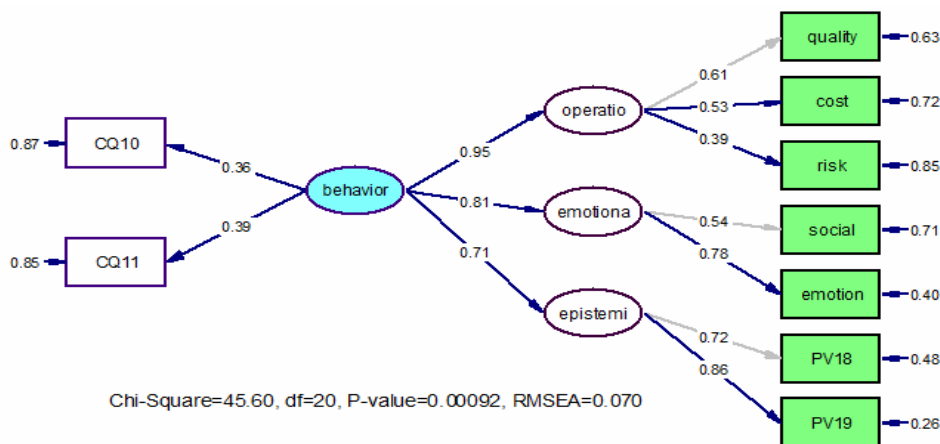 quality
0.63
0.61
cost
0.72
0.53
operatio
0.39
risk
0.85
0.87
CQ10
0.36
0.95
behavior
0.81
emotiona
0.54
social
0.71
0.39
0.78
0.85
CQ11
0.71
emotion
0.40
epistemi
0.72
PV18
0.48
0.86
Chi-Square=45.60, df=20, P-value=0.00092, RMSEA=0.070
PV19
0.26